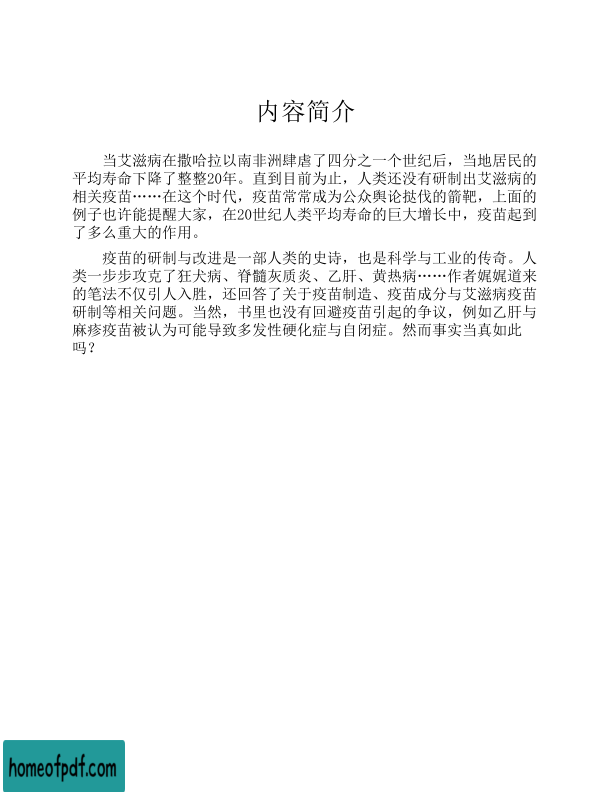 内容简介
当艾滋病在撒哈拉以南非洲肆虐了四分之一个世纪后，当地居民的
平均寿命下降了整整20年。直到目前为止，人类还没有研制出艾滋病的
相关疫苗……在这个时代，疫苗常常成为公众舆论挞伐的箭靶，上面的
例子也许能提醒大家，在20世纪人类平均寿命的巨大增长中，疫苗起到
了多么重大的作用。
疫苗的研制与改进是一部人类的史诗，也是科学与工业的传奇。人
类一步步攻克了狂犬病、脊髓灰质炎、乙肝、黄热病……作者娓娓道来
的笔法不仅引人入胜，还回答了关于疫苗制造、疫苗成分与艾滋病疫苗
研制等相关问题。当然，书里也没有回避疫苗引起的争议，例如乙肝与
麻疹疫苗被认为可能导致多发性硬化症与自闭症。然而事实当真如此
吗？
homeofpdf.com